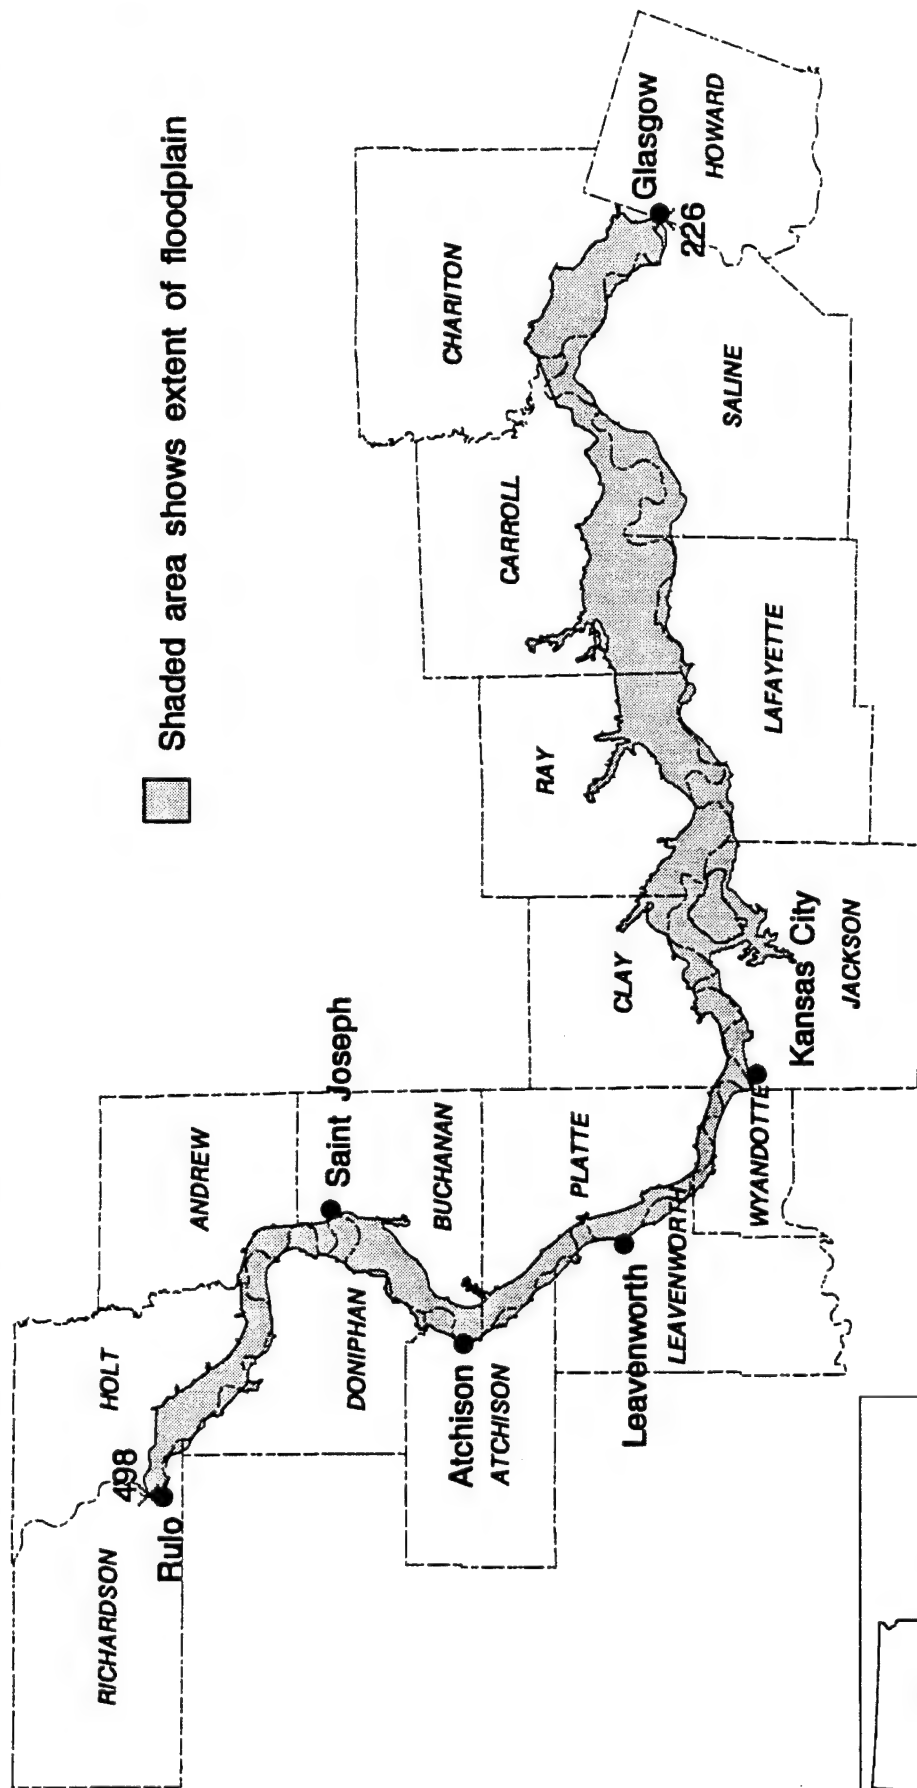 Shaded area shows extent of floodplain
RICHARDSON
HOLT
498
Rulo
ANDREW
DONIPHAN
Saint Joseph
BUCHANAN
Atchison
ATCHISON
PLATTE
Leavenworth
LEAVENWORTH
WYANDOTTE
CLAY
Kansas City
JACKSON
RAY
LAFAYETTE
CARROLL
SALINE
CHARITON
Glasgow
226
HOWARD